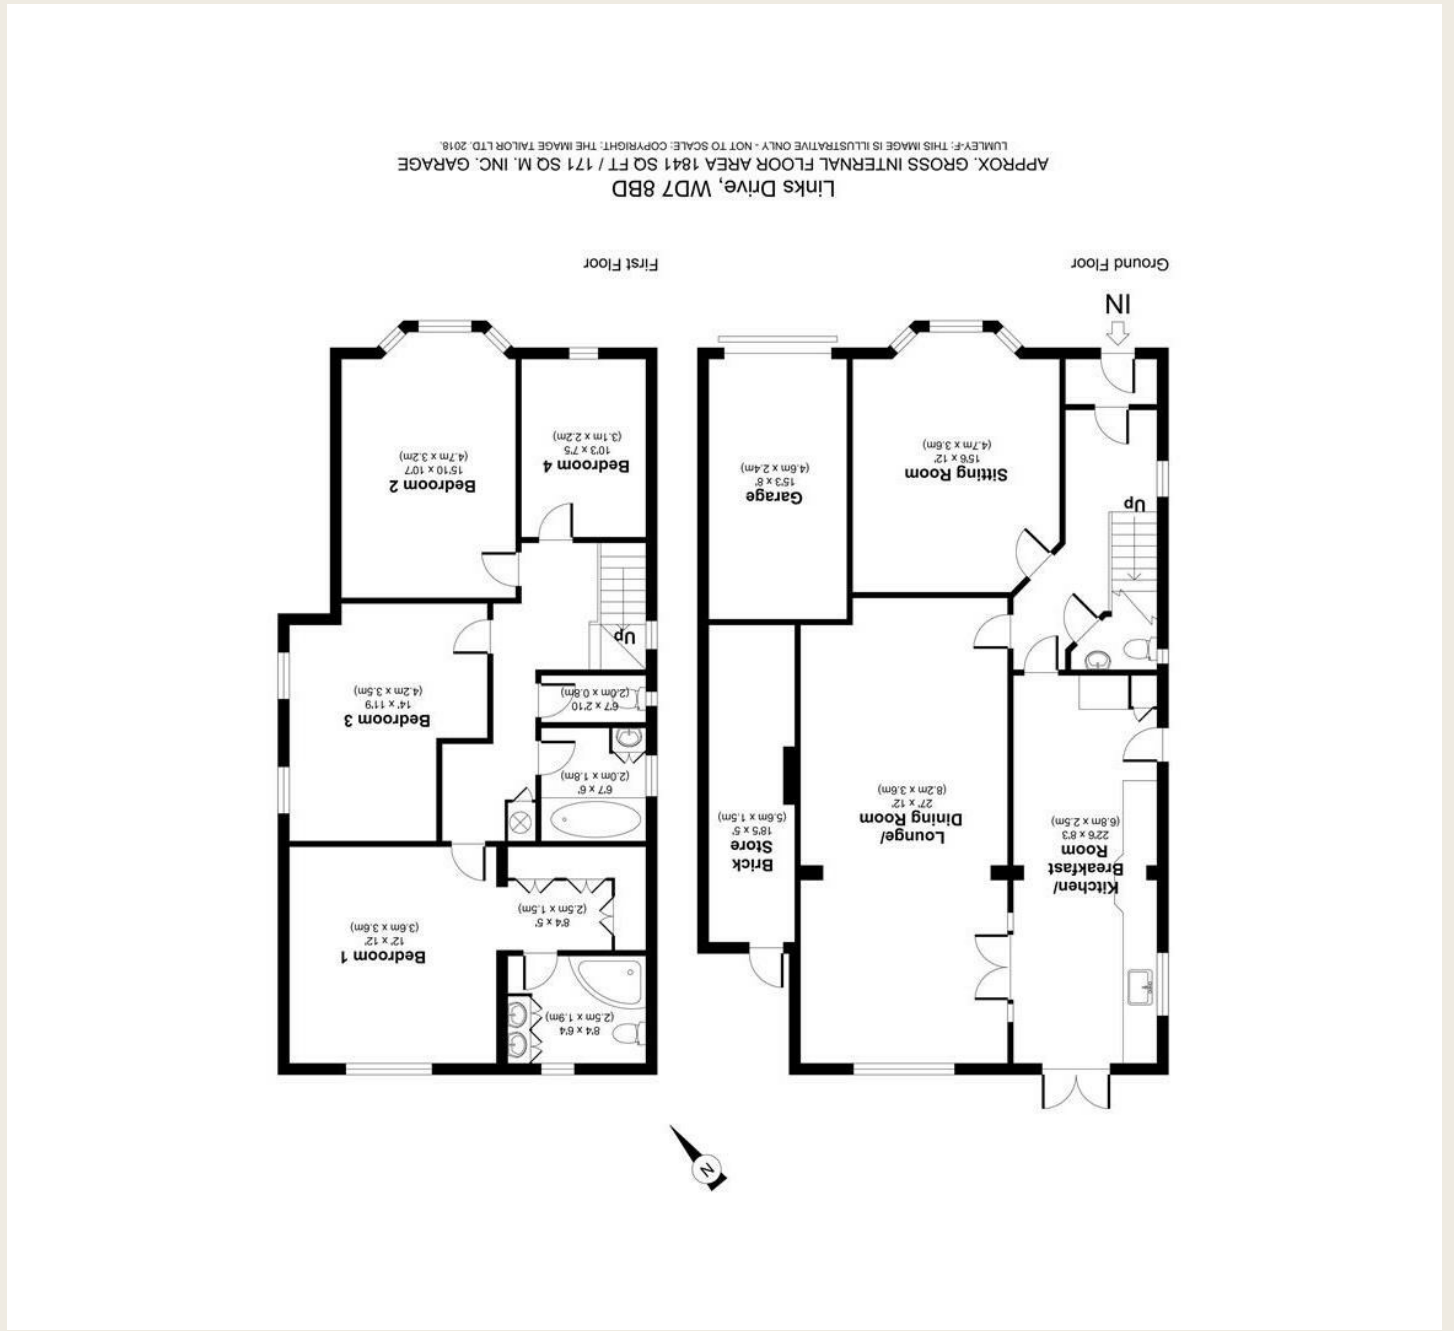 N
Kitchen/
Breakfast
Room
22'6 x 8'3
(6.8m x 2.5m)
Lounge/
Dining Room
27' x 12'
(8.2m x 3.6m)
Brick
Store
18'5 x 5'
(5.6m x 1.5m)
Up
Sitting Room
15'6 x 12'
(4.7m x 3.6m)
Garage
15'3 x 8'
(4.6m x 2.4m)
IN
Ground Floor
8'4 x 6'4
(2.5m x 1.9m)
Bedroom 1
12' x 12'
(3.6m x 3.6m)
8'4 x 5'
(2.5m x 1.5m)
6'7 x 6'
(2.0m x 1.8m)
6'7 x 2'10
(2.0m x 0.8m)
Bedroom 3
14' x 11'9
(4.2m x 3.5m)
Up
Bedroom 4
10'3 x 7'5
(3.1m x 2.2m)
Bedroom 2
15'10 x 10'7
(4.7m x 3.2m)
First Floor
Links Drive, WD7 8BD
APPROX. GROSS INTERNAL FLOOR AREA 1841 SQ FT / 171 SQ M. INC. GARAGE
LUMLEY-F: THIS IMAGE IS ILLUSTRATIVE ONLY - NOT TO SCALE: COPYRIGHT: THE IMAGE TAILOR LTD. 2018.